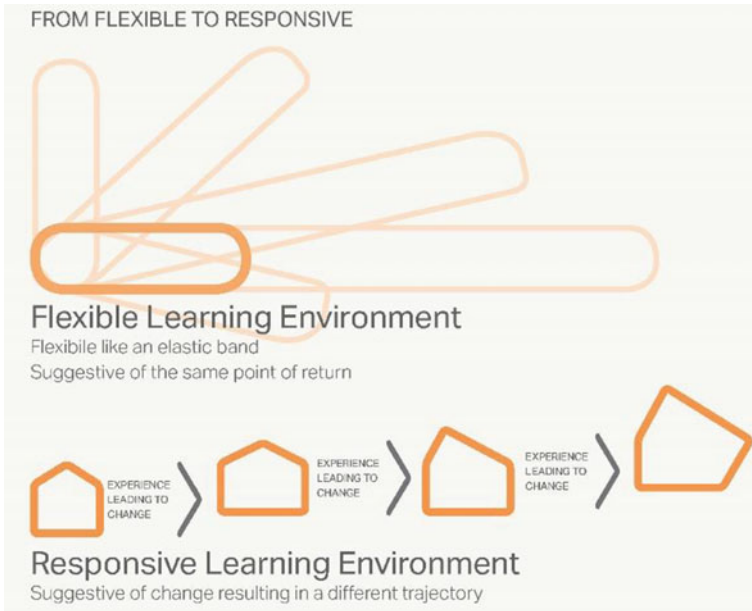 FROM FLEXIBLE TO RESPONSIVE
Flexible Learning Environment
Flexibile like an elastic band
Suggestive of the same point of return
EXPERIENCE
LEADING TO
CHANGE
EXPERIENCE
LEADING TO
CHANGE
EXPERIENCE
LEADING TO
CHANGE
Responsive Learning Environment
Suggestive of change resulting in a different trajectory